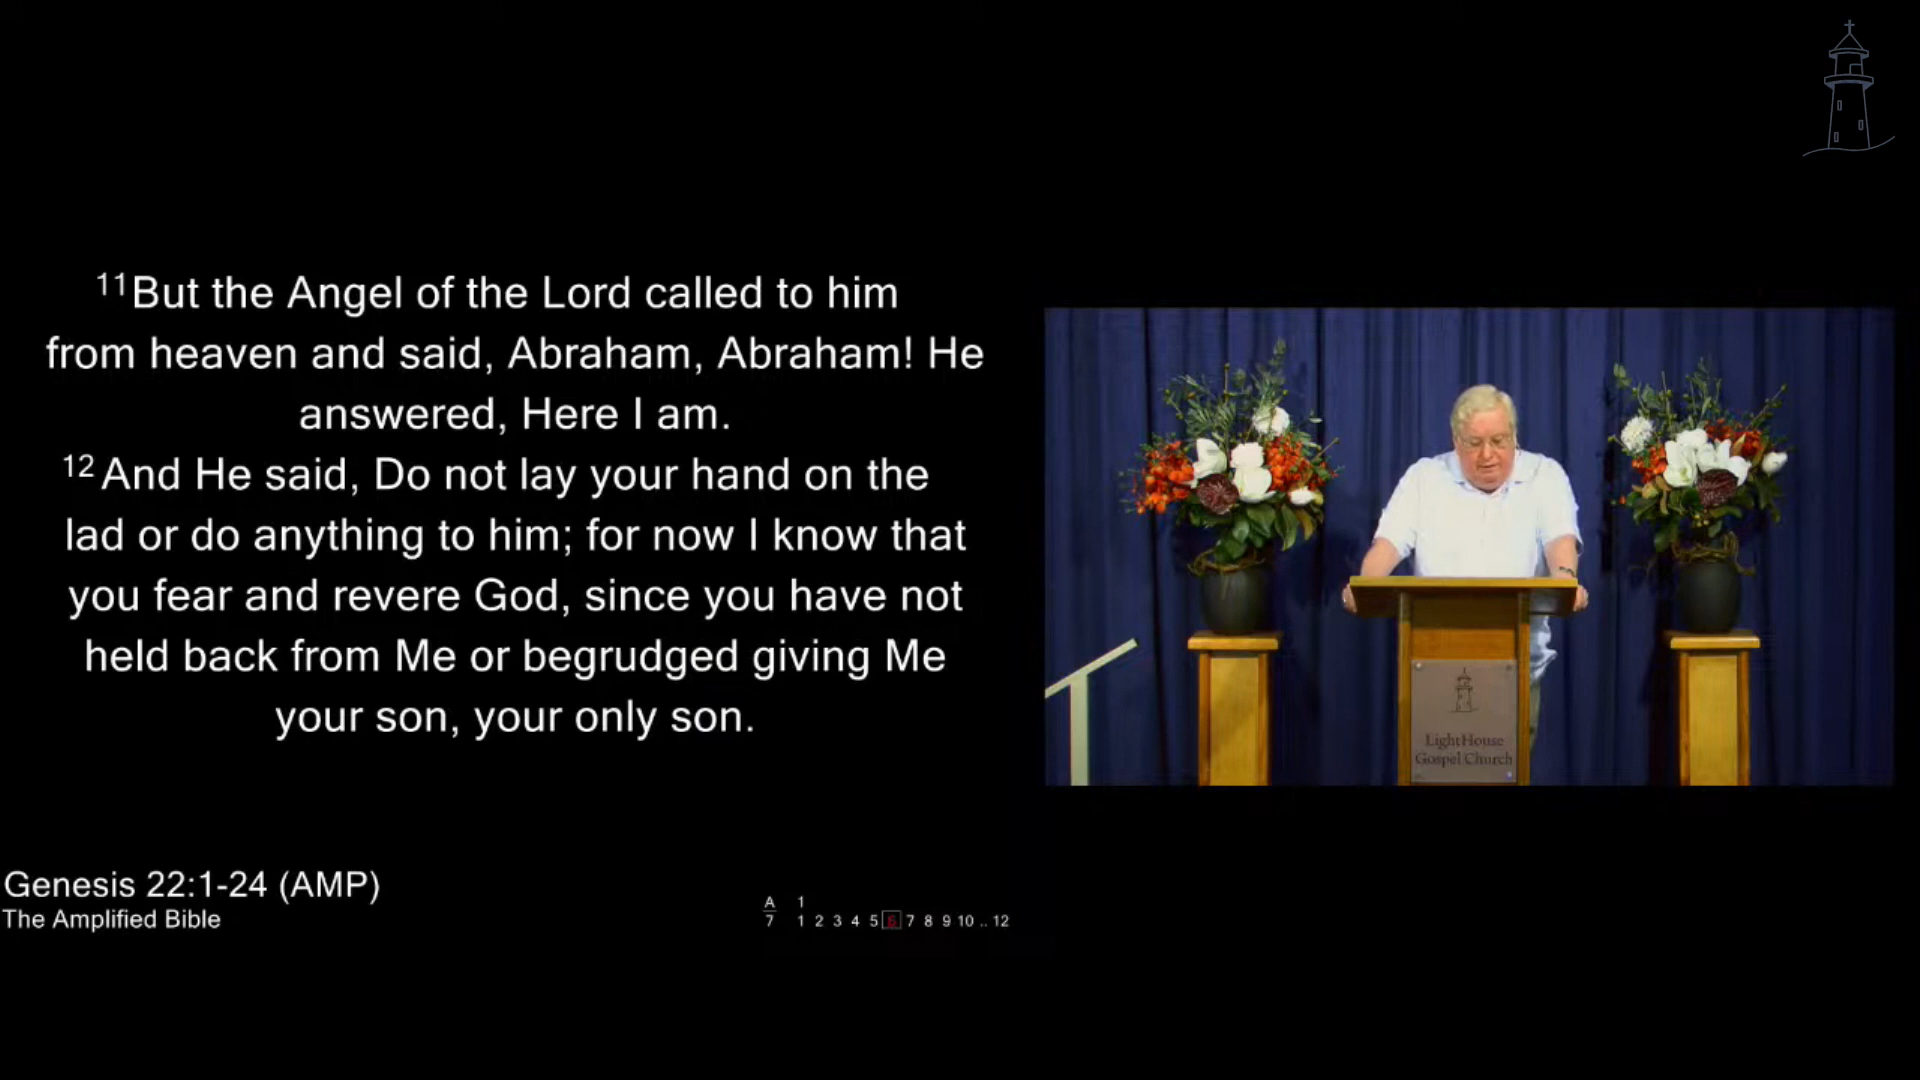 11But the Angel of the Lord called to him
from heaven and said, Abraham, Abraham! He
answered, Here I am.
12And He said, Do not lay your hand on the
lad or do anything to him; for now I know that
you fear and revere God, since you have not
held back from Me or begrudged giving Me
your son, your only son.
LightHouse
Gospel Church
Genesis 22:1-24 (AMP)
The Amplified Bible
A 1
7 1 2 3 4 5 6 7 8 9 10 .. 12